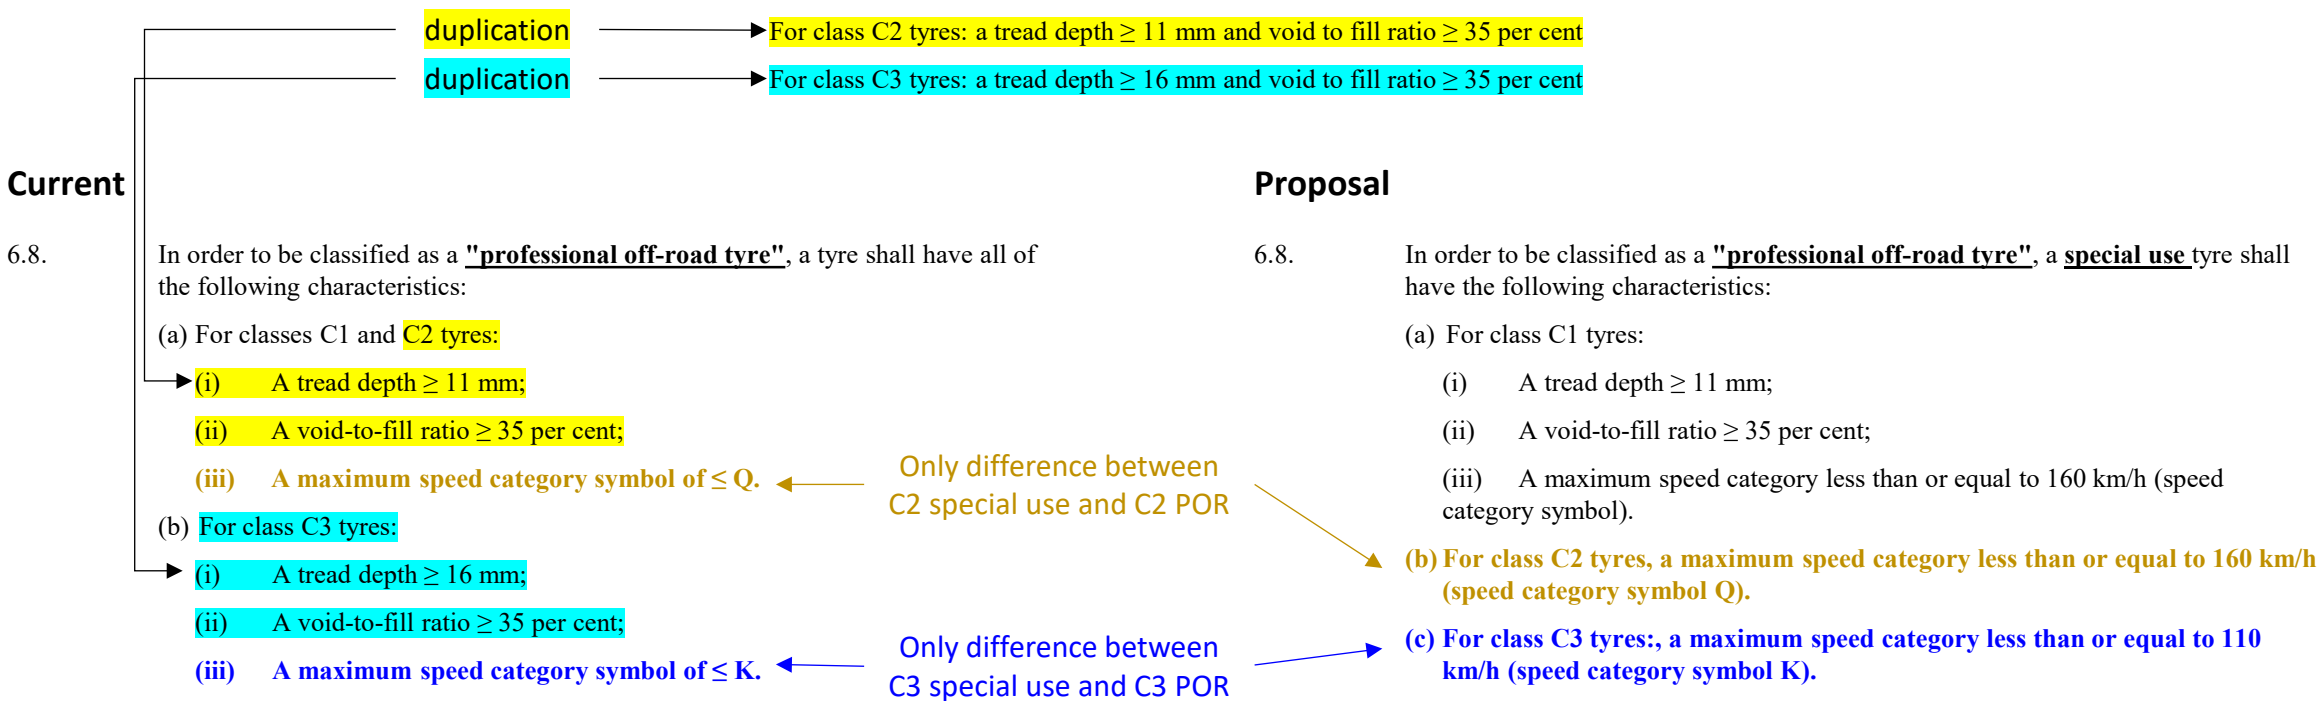 duplication
For class C2 tyres: a tread depth ≥ 11 mm and void to fill ratio ≥ 35 per cent
duplication
For class C3 tyres: a tread depth ≥ 16 mm and void to fill ratio ≥ 35 per cent
Current
6.8.
In order to be classified as a "professional off-road tyre", a tyre shall have all of
the following characteristics:
(a) For classes C1 and C2 tyres:
(i) A tread depth ≥ 11 mm;
(ii) A void-to-fill ratio ≥ 35 per cent;
(iii) A maximum speed category symbol of ≤ Q.
(b) For class C3 tyres:
(i) A tread depth ≥ 16 mm;
(ii) A void-to-fill ratio ≥ 35 per cent;
(iii) A maximum speed category symbol of ≤ K.
Only difference between
C2 special use and C2 POR
Only difference between
C3 special use and C3 POR
Proposal
6.8.
In order to be classified as a "professional off-road tyre", a special use tyre shall
have the following characteristics:
(a) For class C1 tyres:
(i) A tread depth ≥ 11 mm;
(ii) A void-to-fill ratio ≥ 35 per cent;
(iii) A maximum speed category less than or equal to 160 km/h (speed
category symbol).
(b) For class C2 tyres, a maximum speed category less than or equal to 160 km/h
(speed category symbol Q).
(c) For class C3 tyres:, a maximum speed category less than or equal to 110
km/h (speed category symbol K).